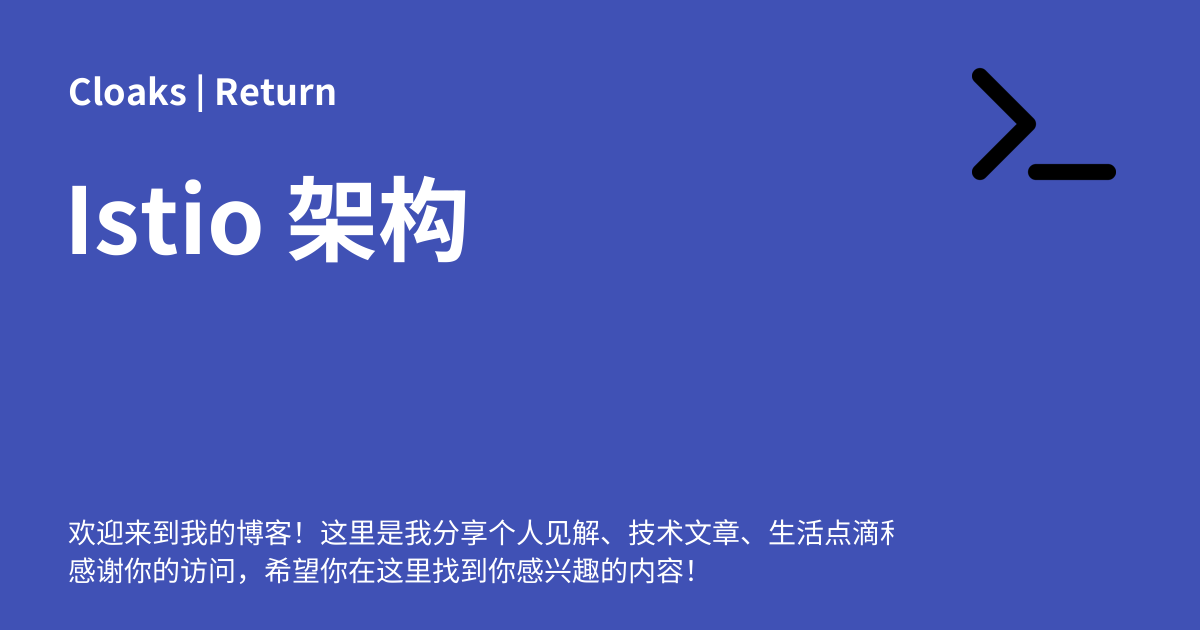 Cloaks | Return
Istio 架构
欢迎来到我的博客！这里是我分享个人见解、技术文章、生活点滴
感谢你的访问，希望你在这里找到你感兴趣的内容！